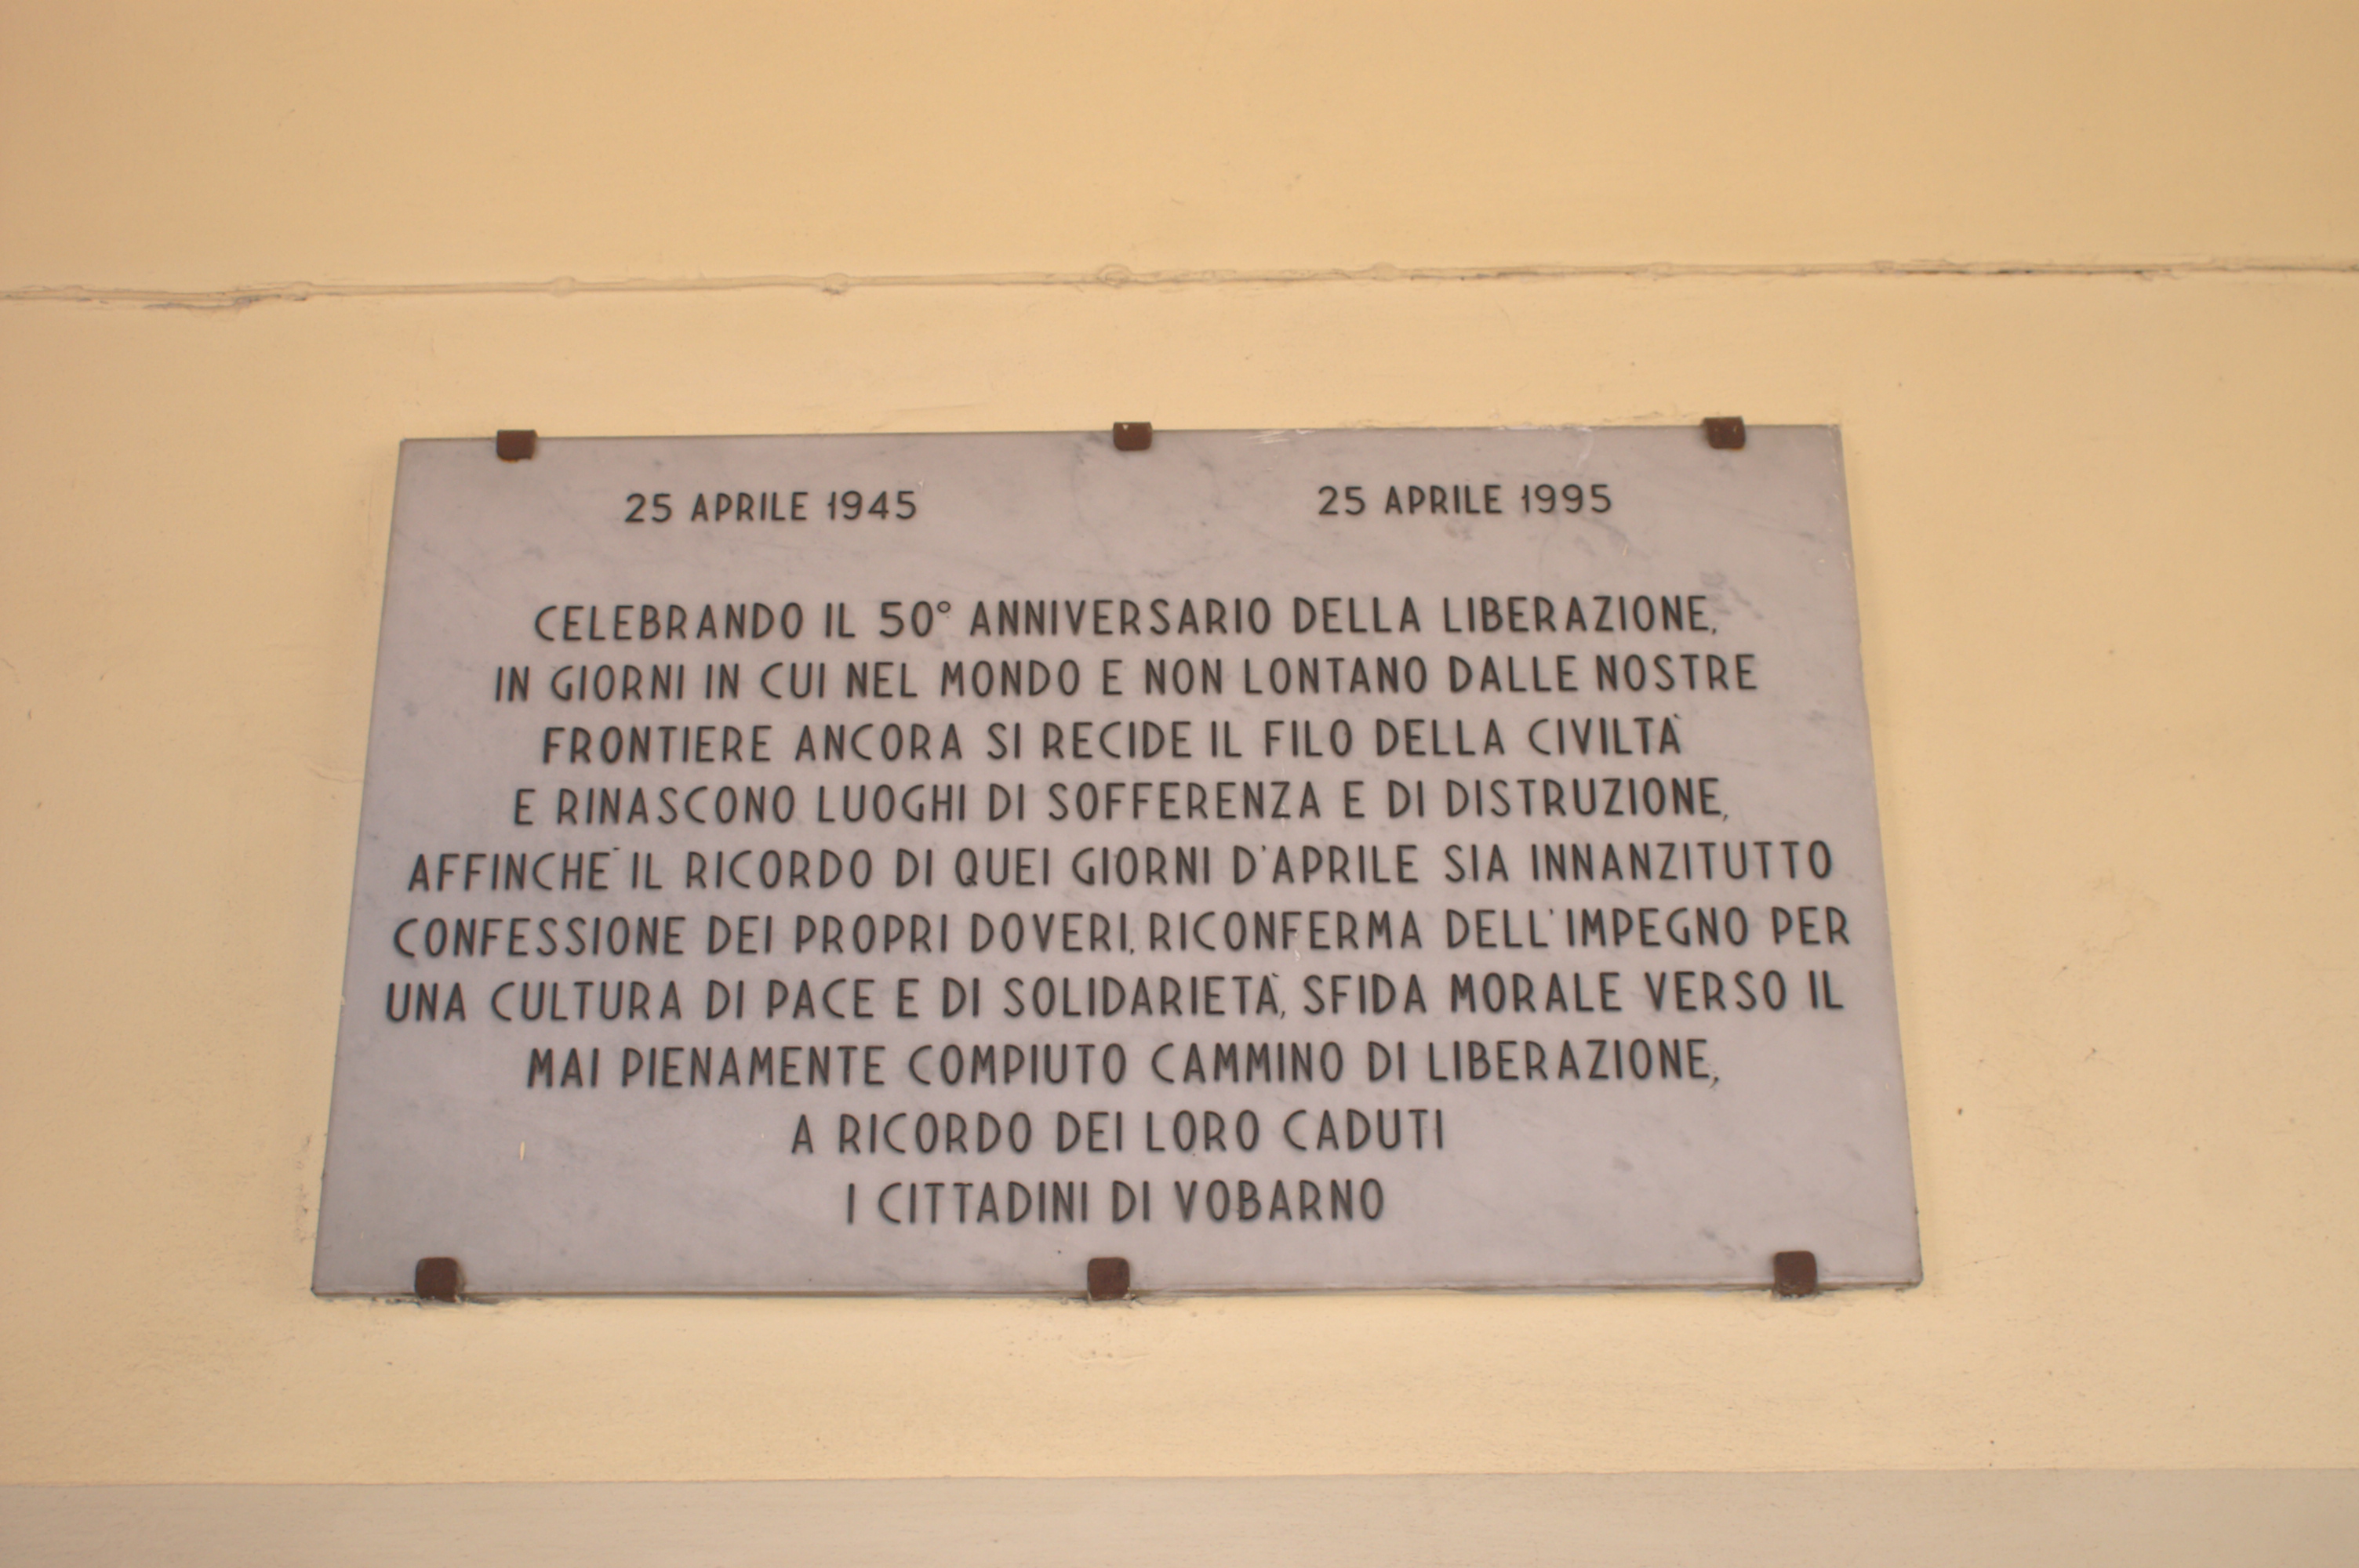 25 APRILE 1945 25 APRILE 1995
CELEBRANDO IL 50° ANNIVERSARIO DELLA LIBERAZIONE,
IN GIORNI IN CUI NEL MONDO E NON LONTANO DALLE NOSTRE
FRONTIERE ANCORA SI RECIDE IL FILO DELLA CIVILTÀ
E RINASCONO LUOGHI DI SOFFERENZA E DI DISTRUZIONE,
AFFINCHE' IL RICORDO DI QUEI GIORNI D'APRILE SIA INNANZITUTTO
CONFESSIONE DEI PROPRI DOVERI, RICONFERMA DELL'IMPEGNO PER
UNA CULTURA DI PACE E DI SOLIDARIETÀ, SFIDA MORALE VERSO IL
MAI PIENAMENTE COMPIUTO CAMMINO DI LIBERAZIONE,
A RICORDO DEI LORO CADUTI
I CITTADINI DI VOBARNO